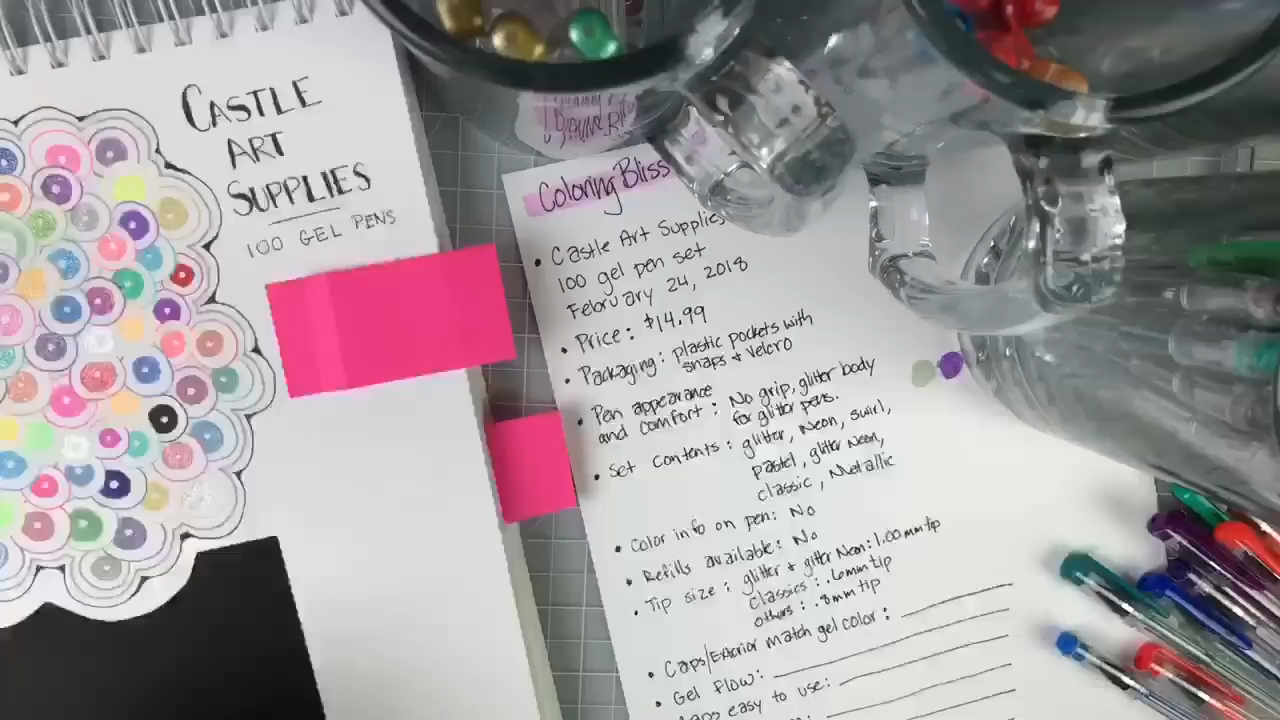 CASTLE
ART
SUPPLIES
100 GEL PENS
Coloring Bliss
• Castle Art Supplies
100 gel pen set
February 24, 2018
• Price: $14.99
• Packaging: plastic pockets with
snaps + velcro
• Pen appearance
and comfort: No grip, glitter body
for glitter pens.
• Set Contents: glitter, Neon, swirl,
pastel, glitter Neon,
classic, Metallic
• Color info on pen: No
• Refills available: No
• Tip size: glitter + glitter Neon: 1.00mm tip
Classics: .6mm tip
others: .8mm tip
• Caps/Exterior match gel color:
• Gel flow:
Caps easy to use: